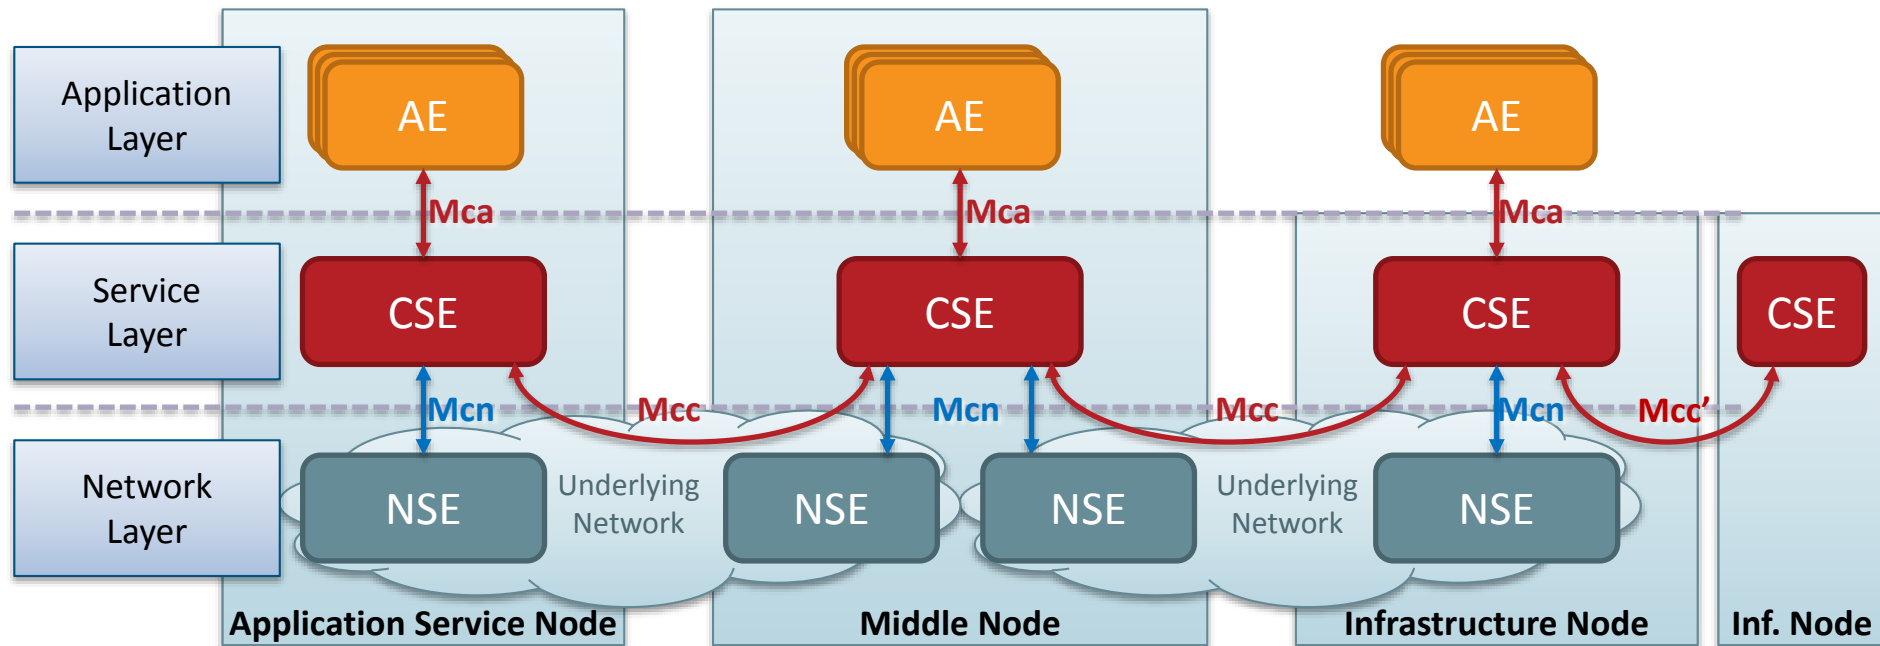 Application
Layer
AE
AE
AE
Mca
Mca
Mca
Service
Layer
CSE
CSE
CSE
CSE
Mcn
Mcc
Mcn
Mcc
Mcn
Mcc’
Network
Layer
NSE
Underlying
Network
NSE
NSE
Underlying
Network
NSE
Application Service Node
Middle Node
Infrastructure Node
Inf. Node